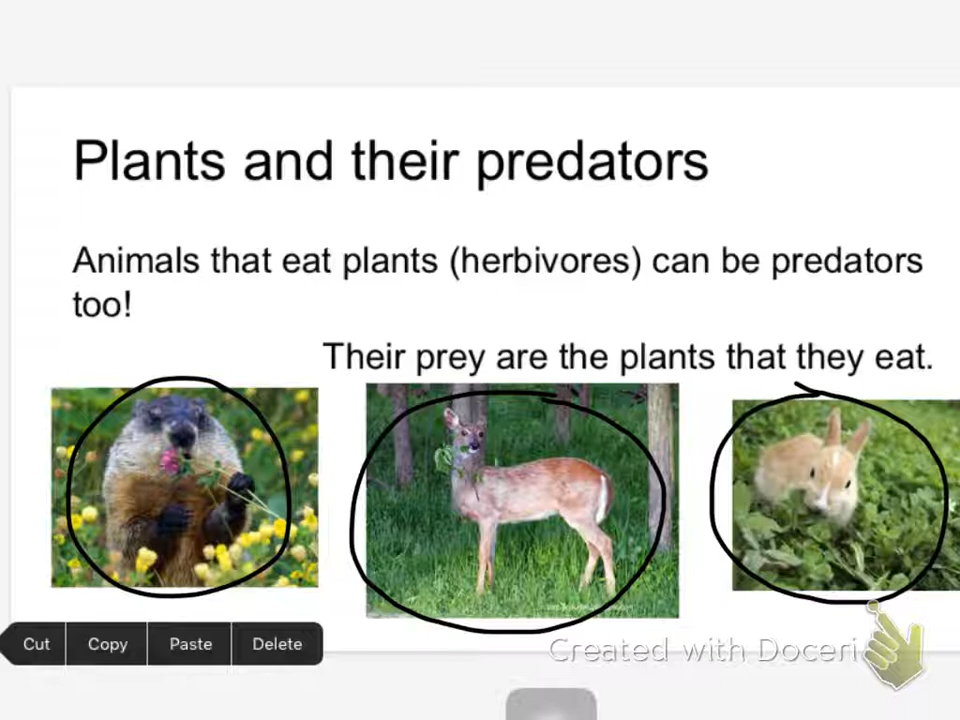 Plants and their predators
Animals that eat plants (herbivores) can be predators
too!
Their prey are the plants that they eat.
Cut Copy Paste Delete
Created with Doceri